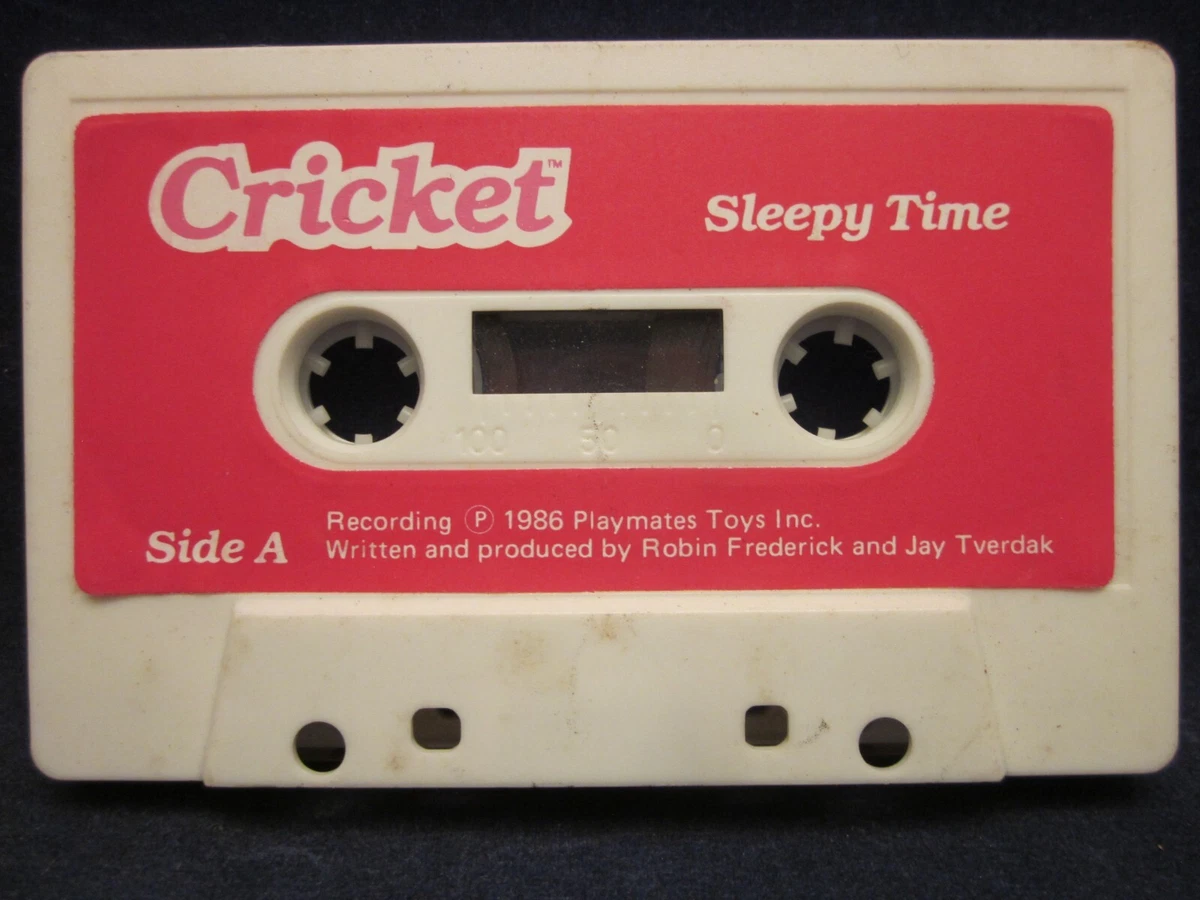 Cricket™
Sleepy Time
100 50 0
Recording Ⓟ 1986 Playmates Toys Inc.
Side A Written and produced by Robin Frederick and Jay Tverdak